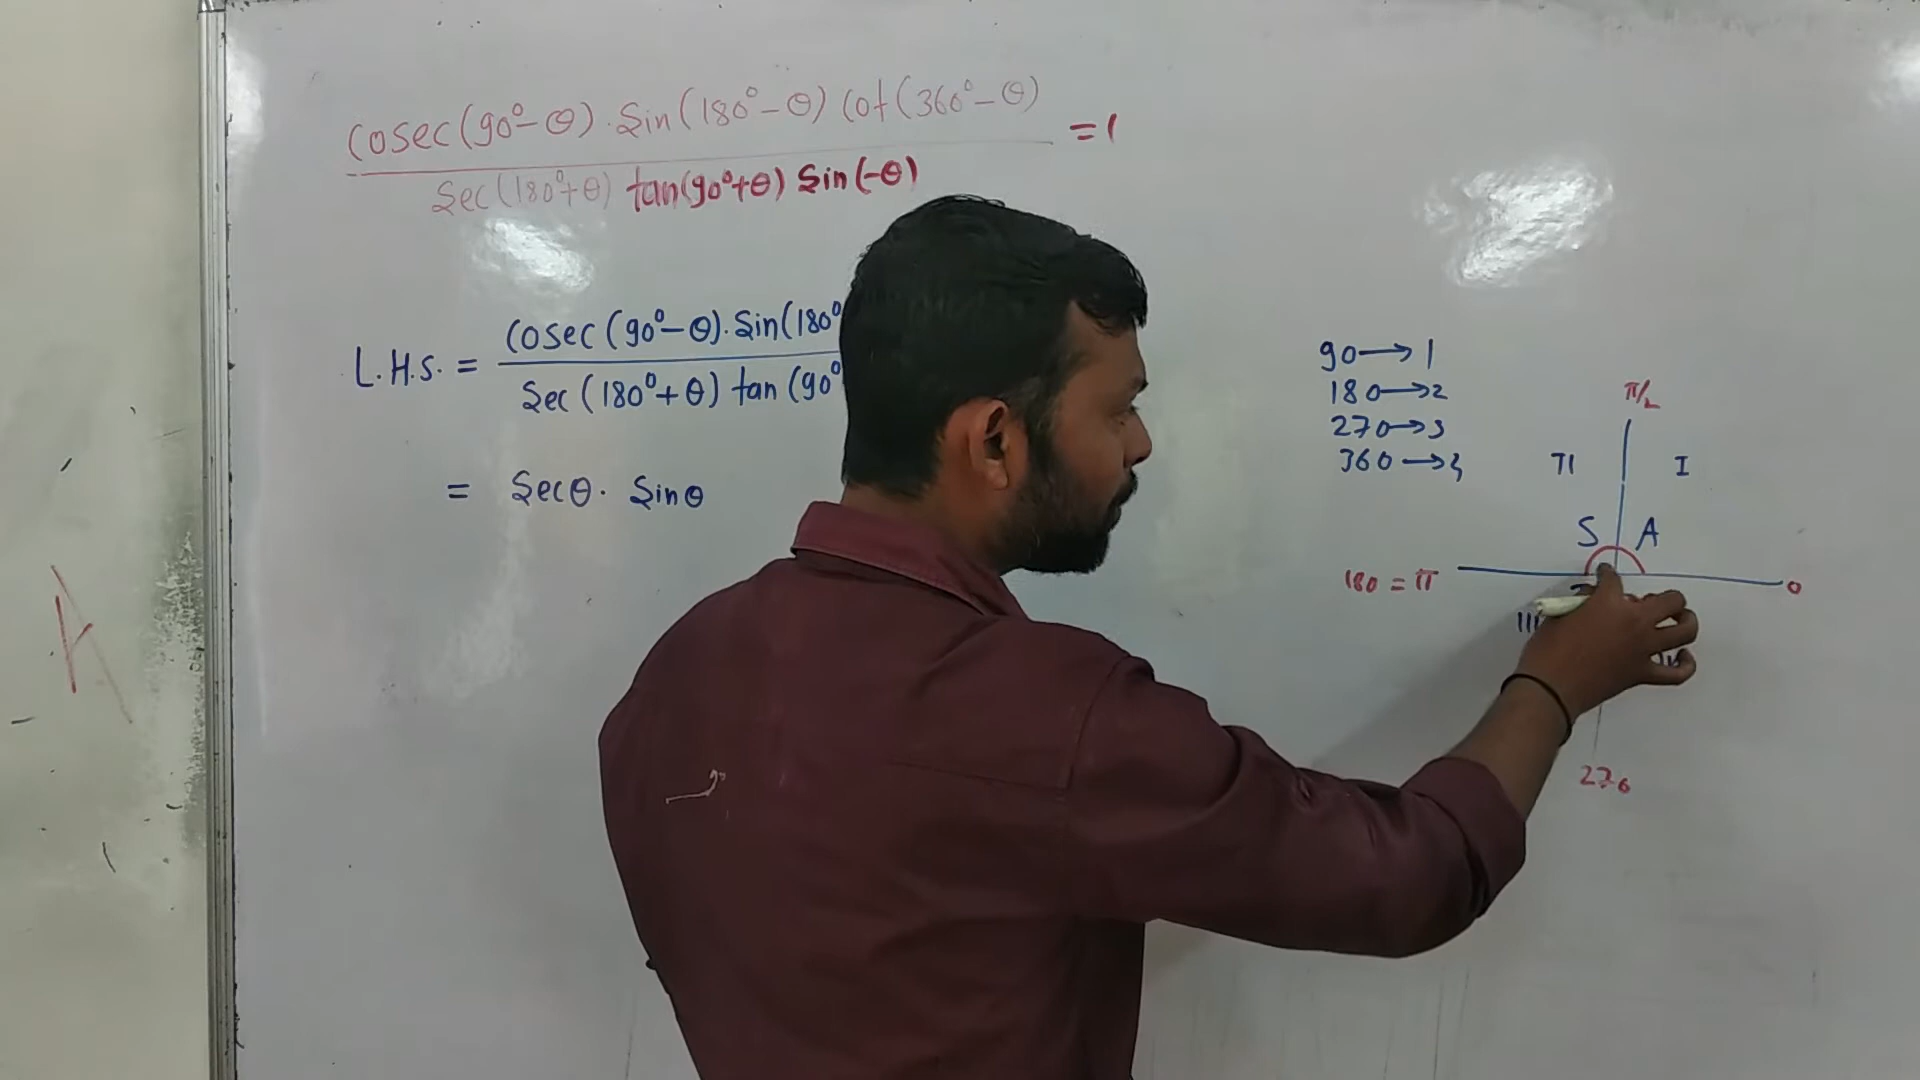 cosec(90°-θ).Sin(180°-θ) Cot(360°-θ)
= 1
Sec(180°+θ) tan(90°+θ) Sin(-θ)
L.H.S. = cosec(90°-θ).Sin(180°
Sec(180°+θ) tan(90°
= Secθ. Sinθ
90→1
180→2
270→3
360→4
π/2
II I
S A
180 = π
0
III
270